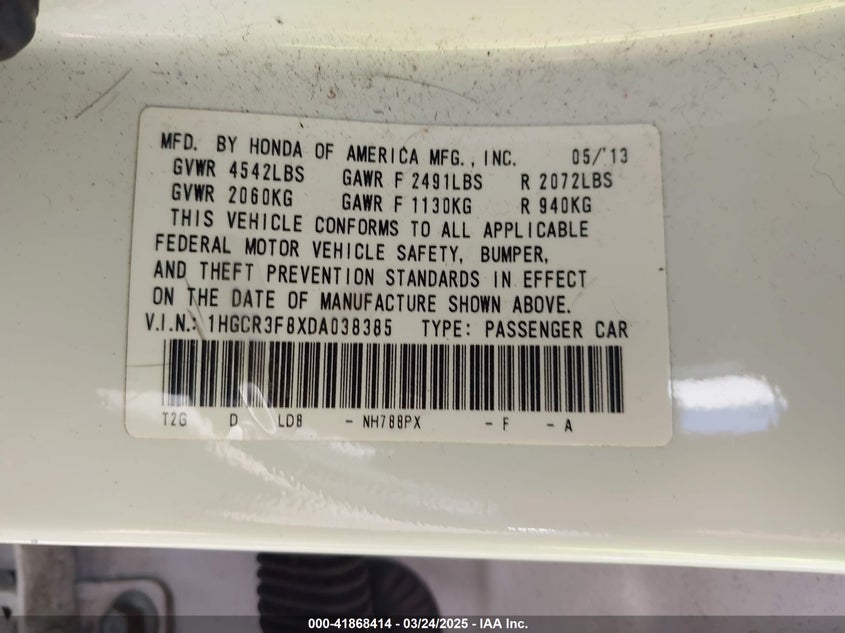 MFD. BY HONDA OF AMERICA MFG., INC. 05/'13
GVWR 4542LBS GAWR F 2491LBS R 2072LBS
GVWR 2060KG GAWR F 1130KG R 940KG
THIS VEHICLE CONFORMS TO ALL APPLICABLE
FEDERAL MOTOR VEHICLE SAFETY, BUMPER,
AND THEFT PREVENTION STANDARDS IN EFFECT
ON THE DATE OF MANUFACTURE SHOWN ABOVE.
V.I.N.: 1HGCR3F8XDA038385 TYPE: PASSENGER CAR
T2G D LD8 - NH788PX - F - A
000-41868414 - 03/24/2025 - IAA Inc.